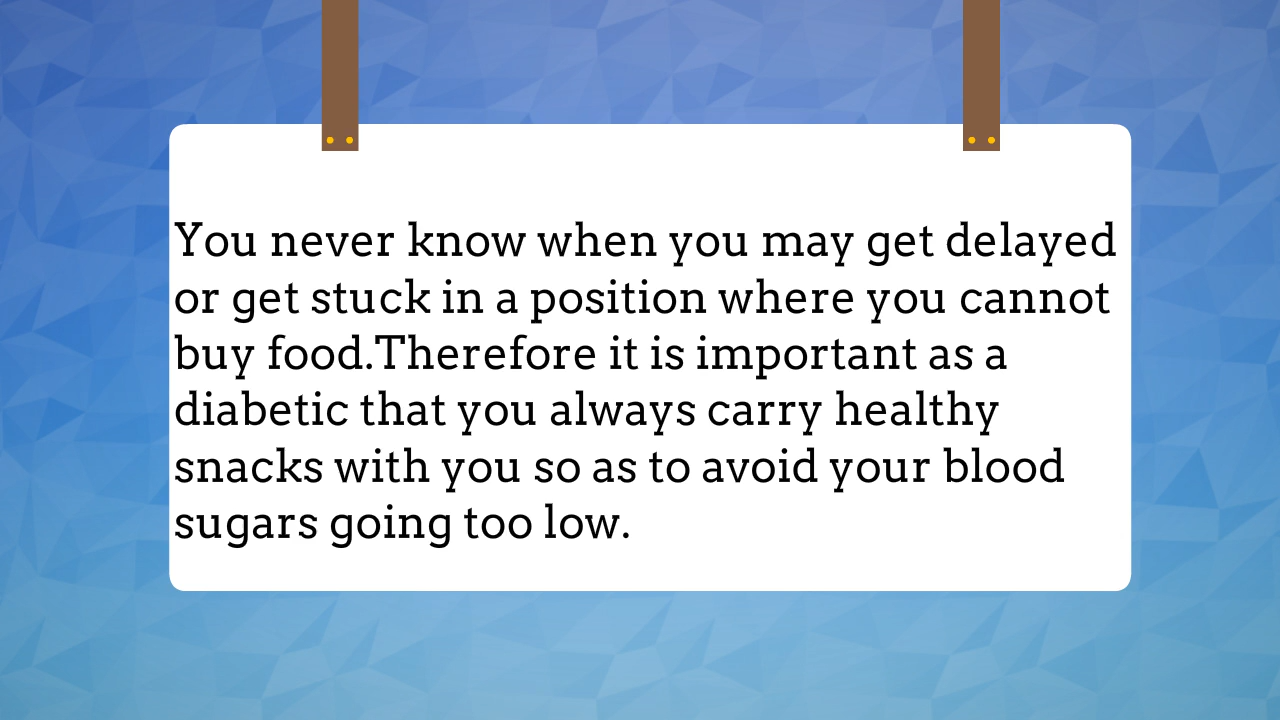 You never know when you may get delayed
or get stuck in a position where you cannot
buy food.Therefore it is important as a
diabetic that you always carry healthy
snacks with you so as to avoid your blood
sugars going too low.